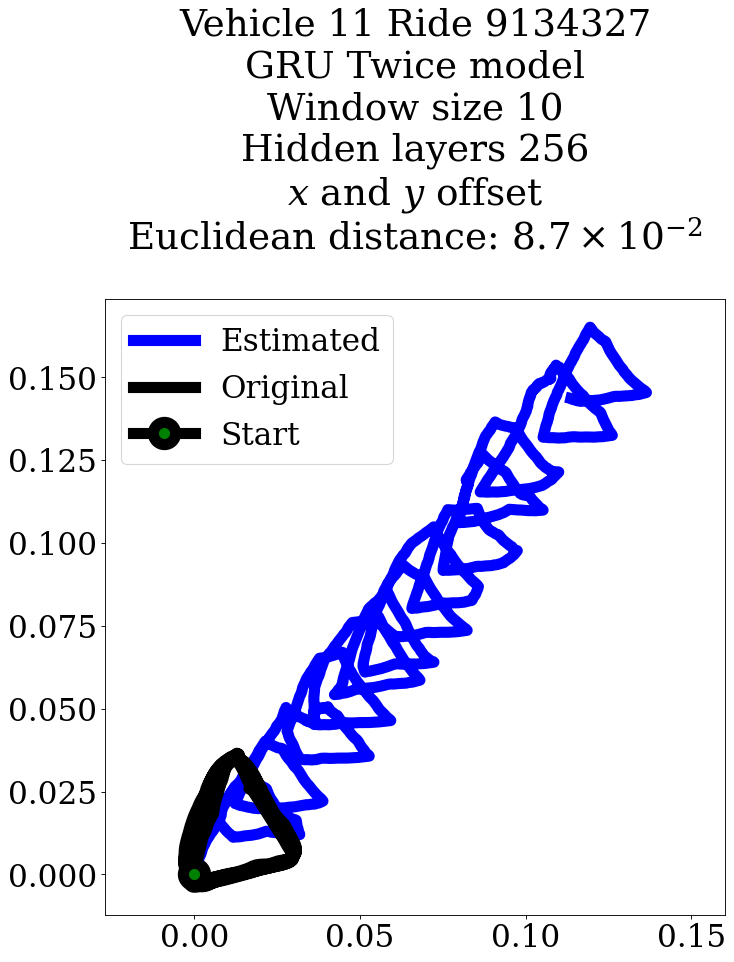 Vehicle 11 Ride 9134327
GRU Twice model
Window size 10
Hidden layers 256
x and y offset
Euclidean distance: 8.7 × 10⁻²
Estimated
Original
Start
0.150
0.125
0.100
0.075
0.050
0.025
0.000
0.00 0.05 0.10 0.15